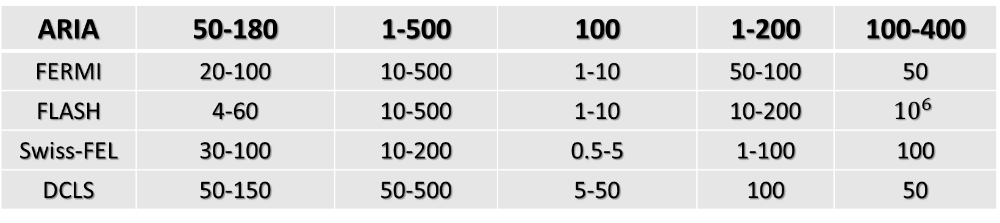 ARIA 50-180 1-500 100 1-200 100-400
FERMI 20-100 10-500 1-10 50-100 50
FLASH 4-60 10-500 1-10 10-200 10⁶
Swiss-FEL 30-100 10-200 0.5-5 1-100 100
DCLS 50-150 50-500 5-50 100 50